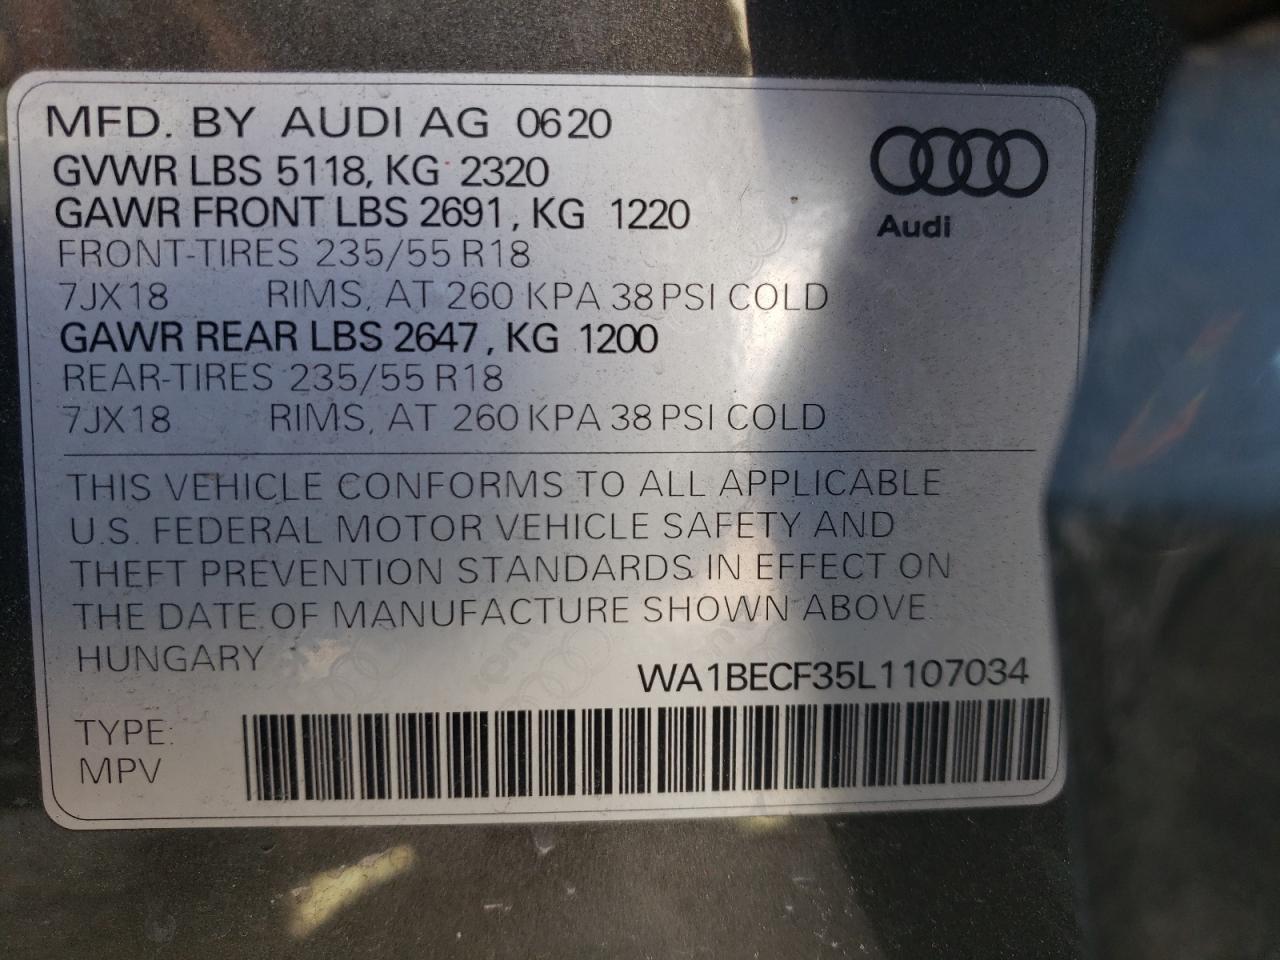 MFD. BY AUDI AG 0620
GVWR LBS 5118, KG 2320
GAWR FRONT LBS 2691, KG 1220
FRONT-TIRES 235/55 R18
7JX18 RIMS, AT 260 KPA 38 PSI COLD
GAWR REAR LBS 2647, KG 1200
REAR-TIRES 235/55 R18
7JX18 RIMS, AT 260 KPA 38 PSI COLD
Audi
THIS VEHICLE CONFORMS TO ALL APPLICABLE
U.S. FEDERAL MOTOR VEHICLE SAFETY AND
THEFT PREVENTION STANDARDS IN EFFECT ON
THE DATE OF MANUFACTURE SHOWN ABOVE
HUNGARY
WA1BECF35L1107034
TYPE:
MPV